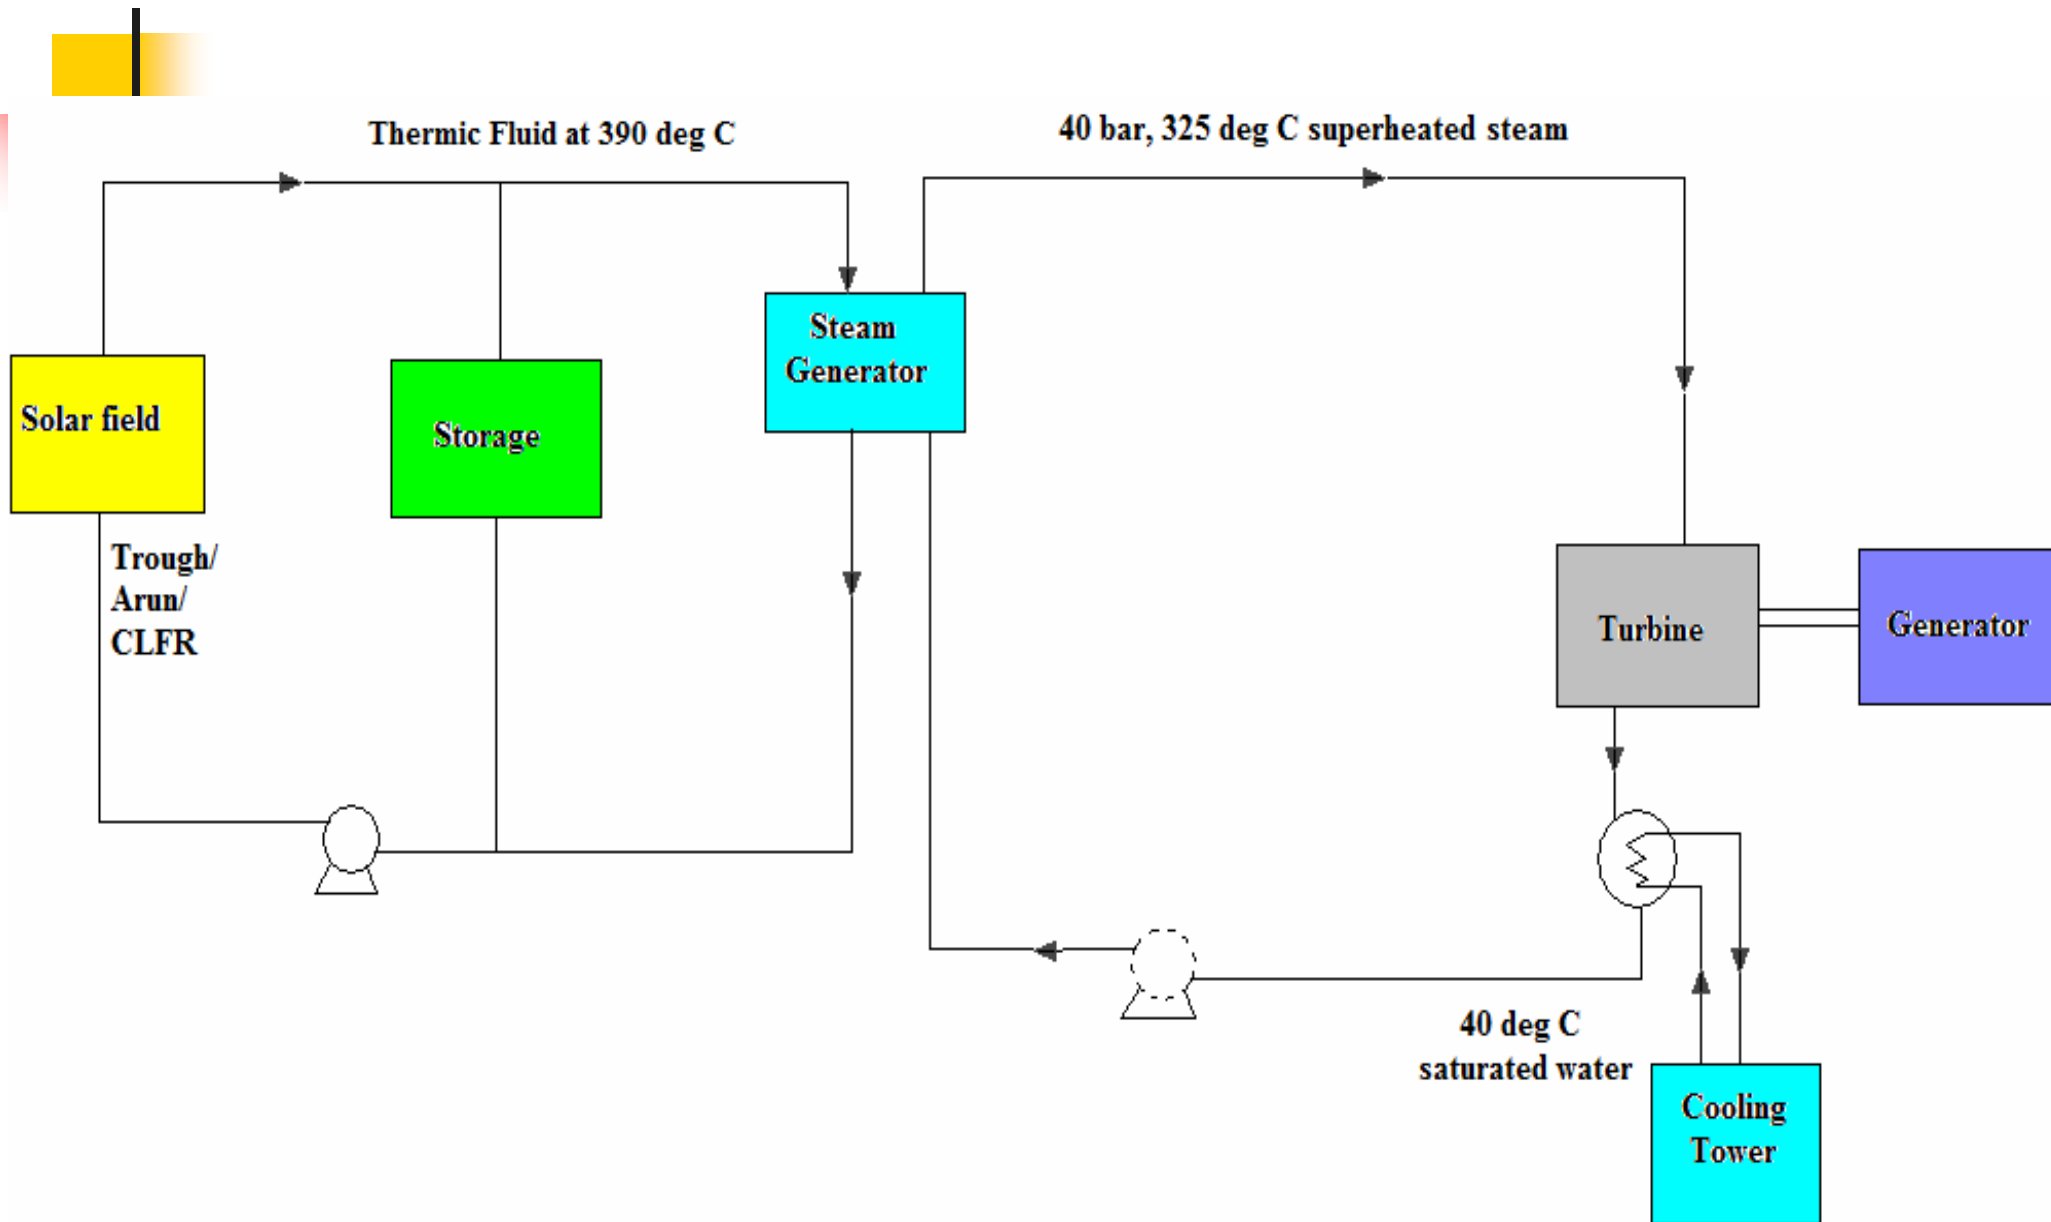 Thermic Fluid at 390 deg C
40 bar, 325 deg C superheated steam
Steam
Generator
Solar field
Storage
Trough/
Arun/
CLFR
Turbine
Generator
40 deg C
saturated water
Cooling
Tower